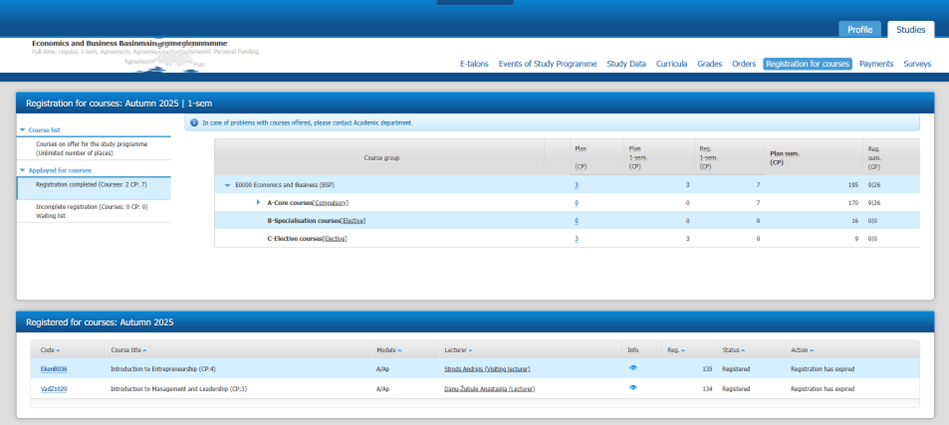 Profile Studies
Economics and Business
Full-time: regular, 1-sem, Agreement, Personal Funding
E-talons Events of Study Programme Study Data Curricula Grades Orders Registration for courses Payments Surveys
Registration for courses: Autumn 2025 | 1-sem
Course list
Courses on offer for the study programme
(Unlimited number of places)
Applayed for courses
Registration completed (Courses: 2 CP: 7)
Incomplete registration (Courses: 0 CP: 0)
Waiting list
In case of problems with courses offered, please contact Academic department
Course group Plan (CP) Plan 1-sem. (CP) Reg. 1-sem. (CP) Plan sum. (CP) Reg. sum. (CP)
E0000 Economics and Business (BSP) 3 3 7 195 9|26
A-Core courses[Compulsory] 0 0 7 170 9|26
B-Specialisation courses[Elective] 0 0 0 16 0|0
C-Elective courses[Elective] 3 3 0 9 0|0
Registered for courses: Autumn 2025
Code Course title Module Lecturer Info Reg. Status Action
EkonB036 Introduction to Entrepreneurship (CP:4) A/Ap Strods Andrejs (Visiting lecturer) 135 Registered Registration has expired
VadZ1020 Introduction to Management and Leadership (CP:3) A/Ap Danu-Žubule Anastasija (Lecturer) 134 Registered Registration has expired